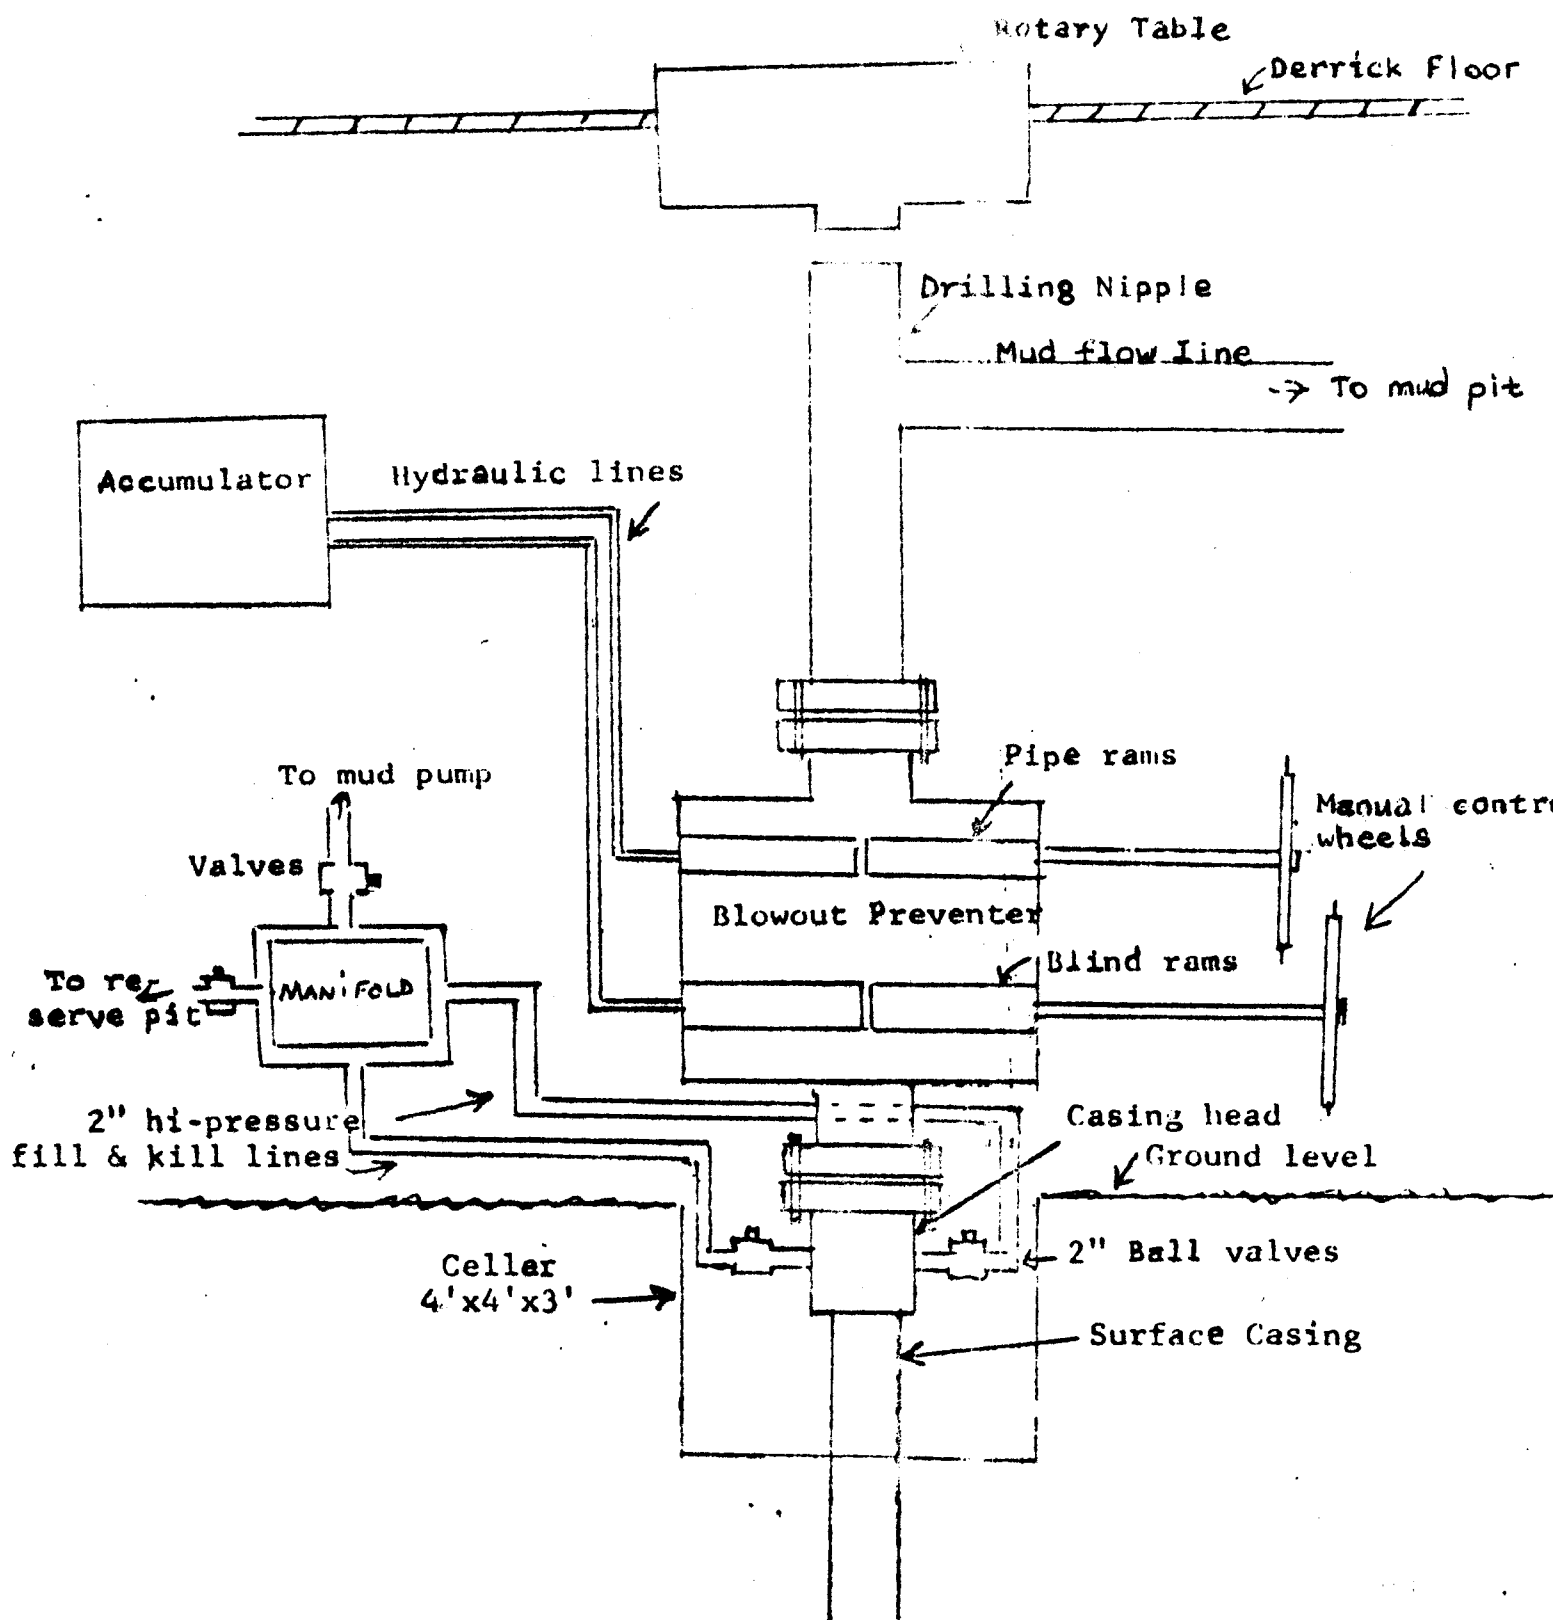 Rotary Table
Derrick Floor
Drilling Nipple
Mud flow line
To mud pit
Accumulator
Hydraulic lines
Pipe rams
To mud pump
Manual contr
wheels
Valves
Blowout Preventer
Blind rams
To re-
serve pit
MANIFOLD
2" hi-pressure
fill & kill lines
Casing head
Ground level
2" Ball valves
Cellar
4'x4'x3'
Surface Casing